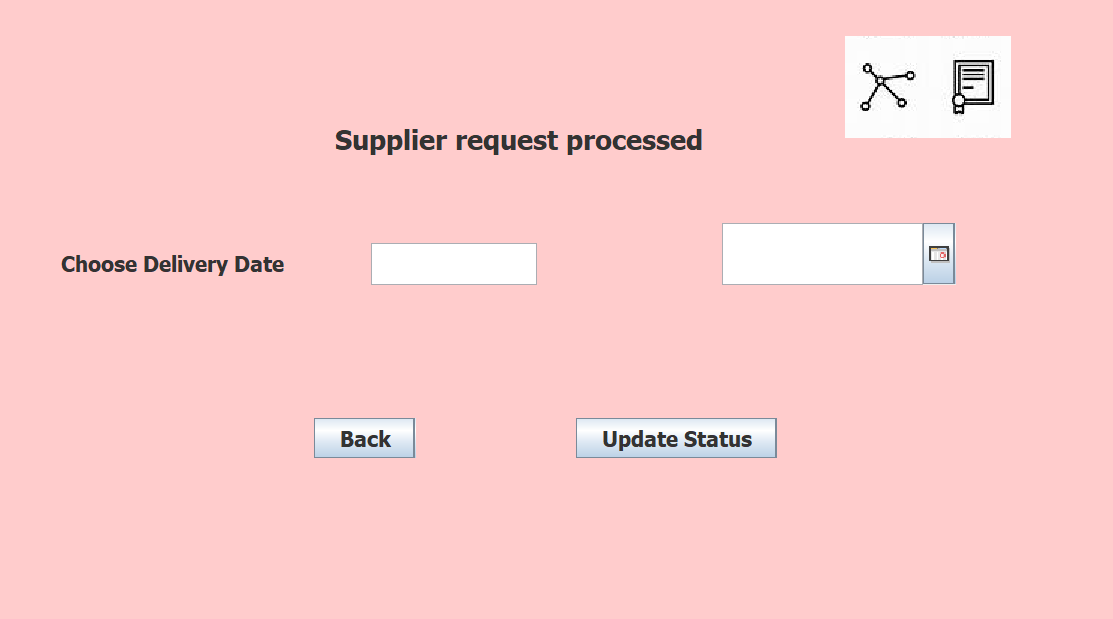 Supplier request processed
Choose Delivery Date
Back
Update Status